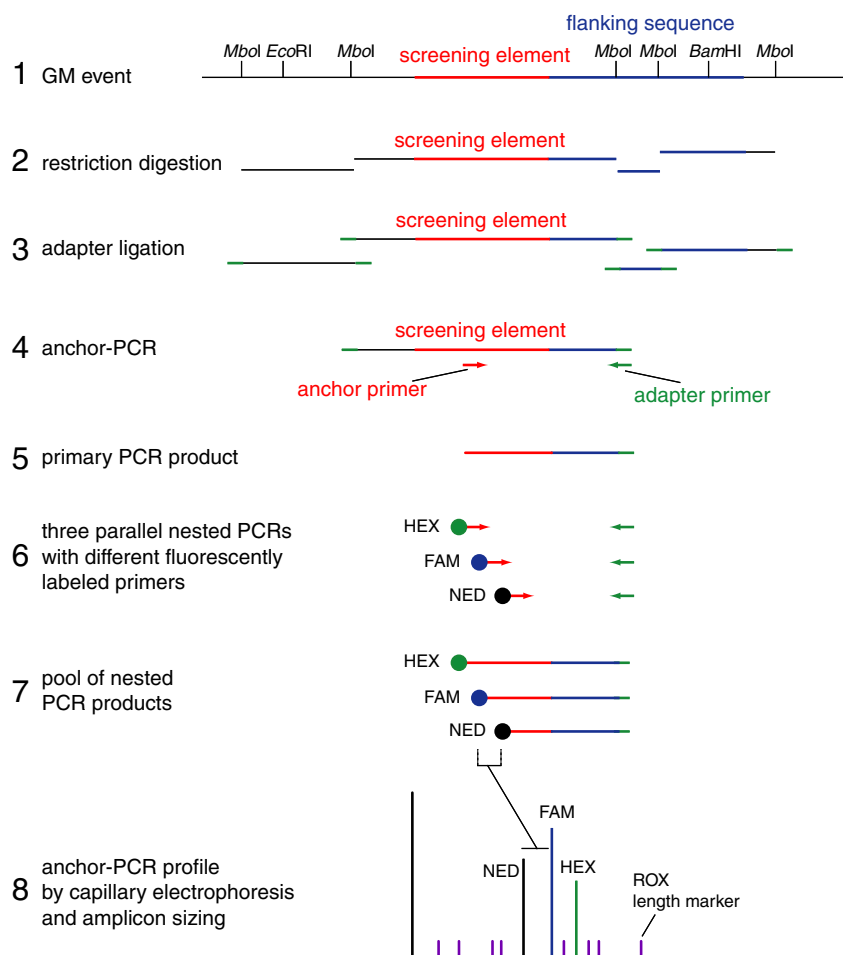 flanking sequence
screening element
MboI EcoRI MboI MboI MboI BamHI MboI
1 GM event
screening element
2 restriction digestion
screening element
3 adapter ligation
screening element
4 anchor-PCR
anchor primer
adapter primer
5 primary PCR product
6 three parallel nested PCRs
with different fluorescently
labeled primers
HEX
FAM
NED
7 pool of nested
PCR products
HEX
FAM
NED
8 anchor-PCR profile
by capillary electrophoresis
and amplicon sizing
FAM
NED
HEX
ROX
length marker